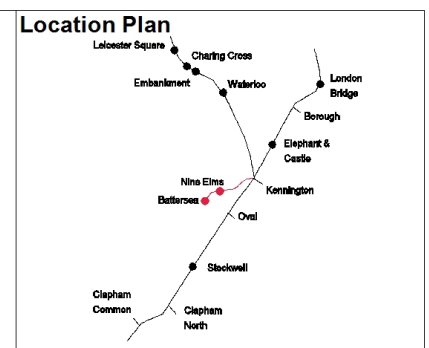 Location Plan
Leicester Square
Charing Cross
Embankment
Waterloo
London
Bridge
Borough
Elephant &
Castle
Nine Elms
Battersea
Kennington
Oval
Stockwell
Clapham
Common
Clapham
North